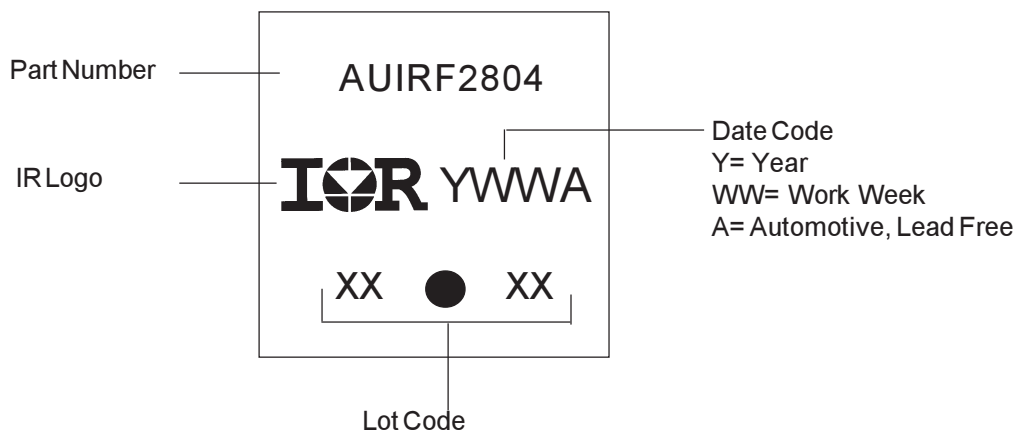 Part Number
AUIRF2804
Date Code
Y= Year
WW= Work Week
A= Automotive, Lead Free
IR Logo
IOR YWWA
XX XX
Lot Code